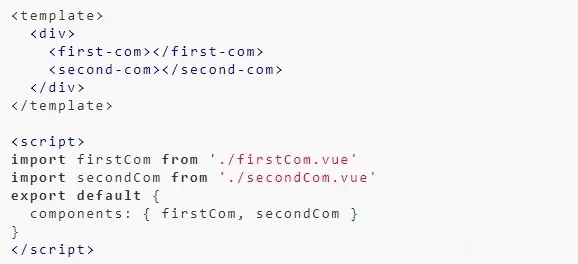 <template>
  <div>
    <first-com></first-com>
    <second-com></second-com>
  </div>
</template>

<script>
import firstCom from './firstCom.vue'
import secondCom from './secondCom.vue'
export default {
  components: { firstCom, secondCom }
}
</script>